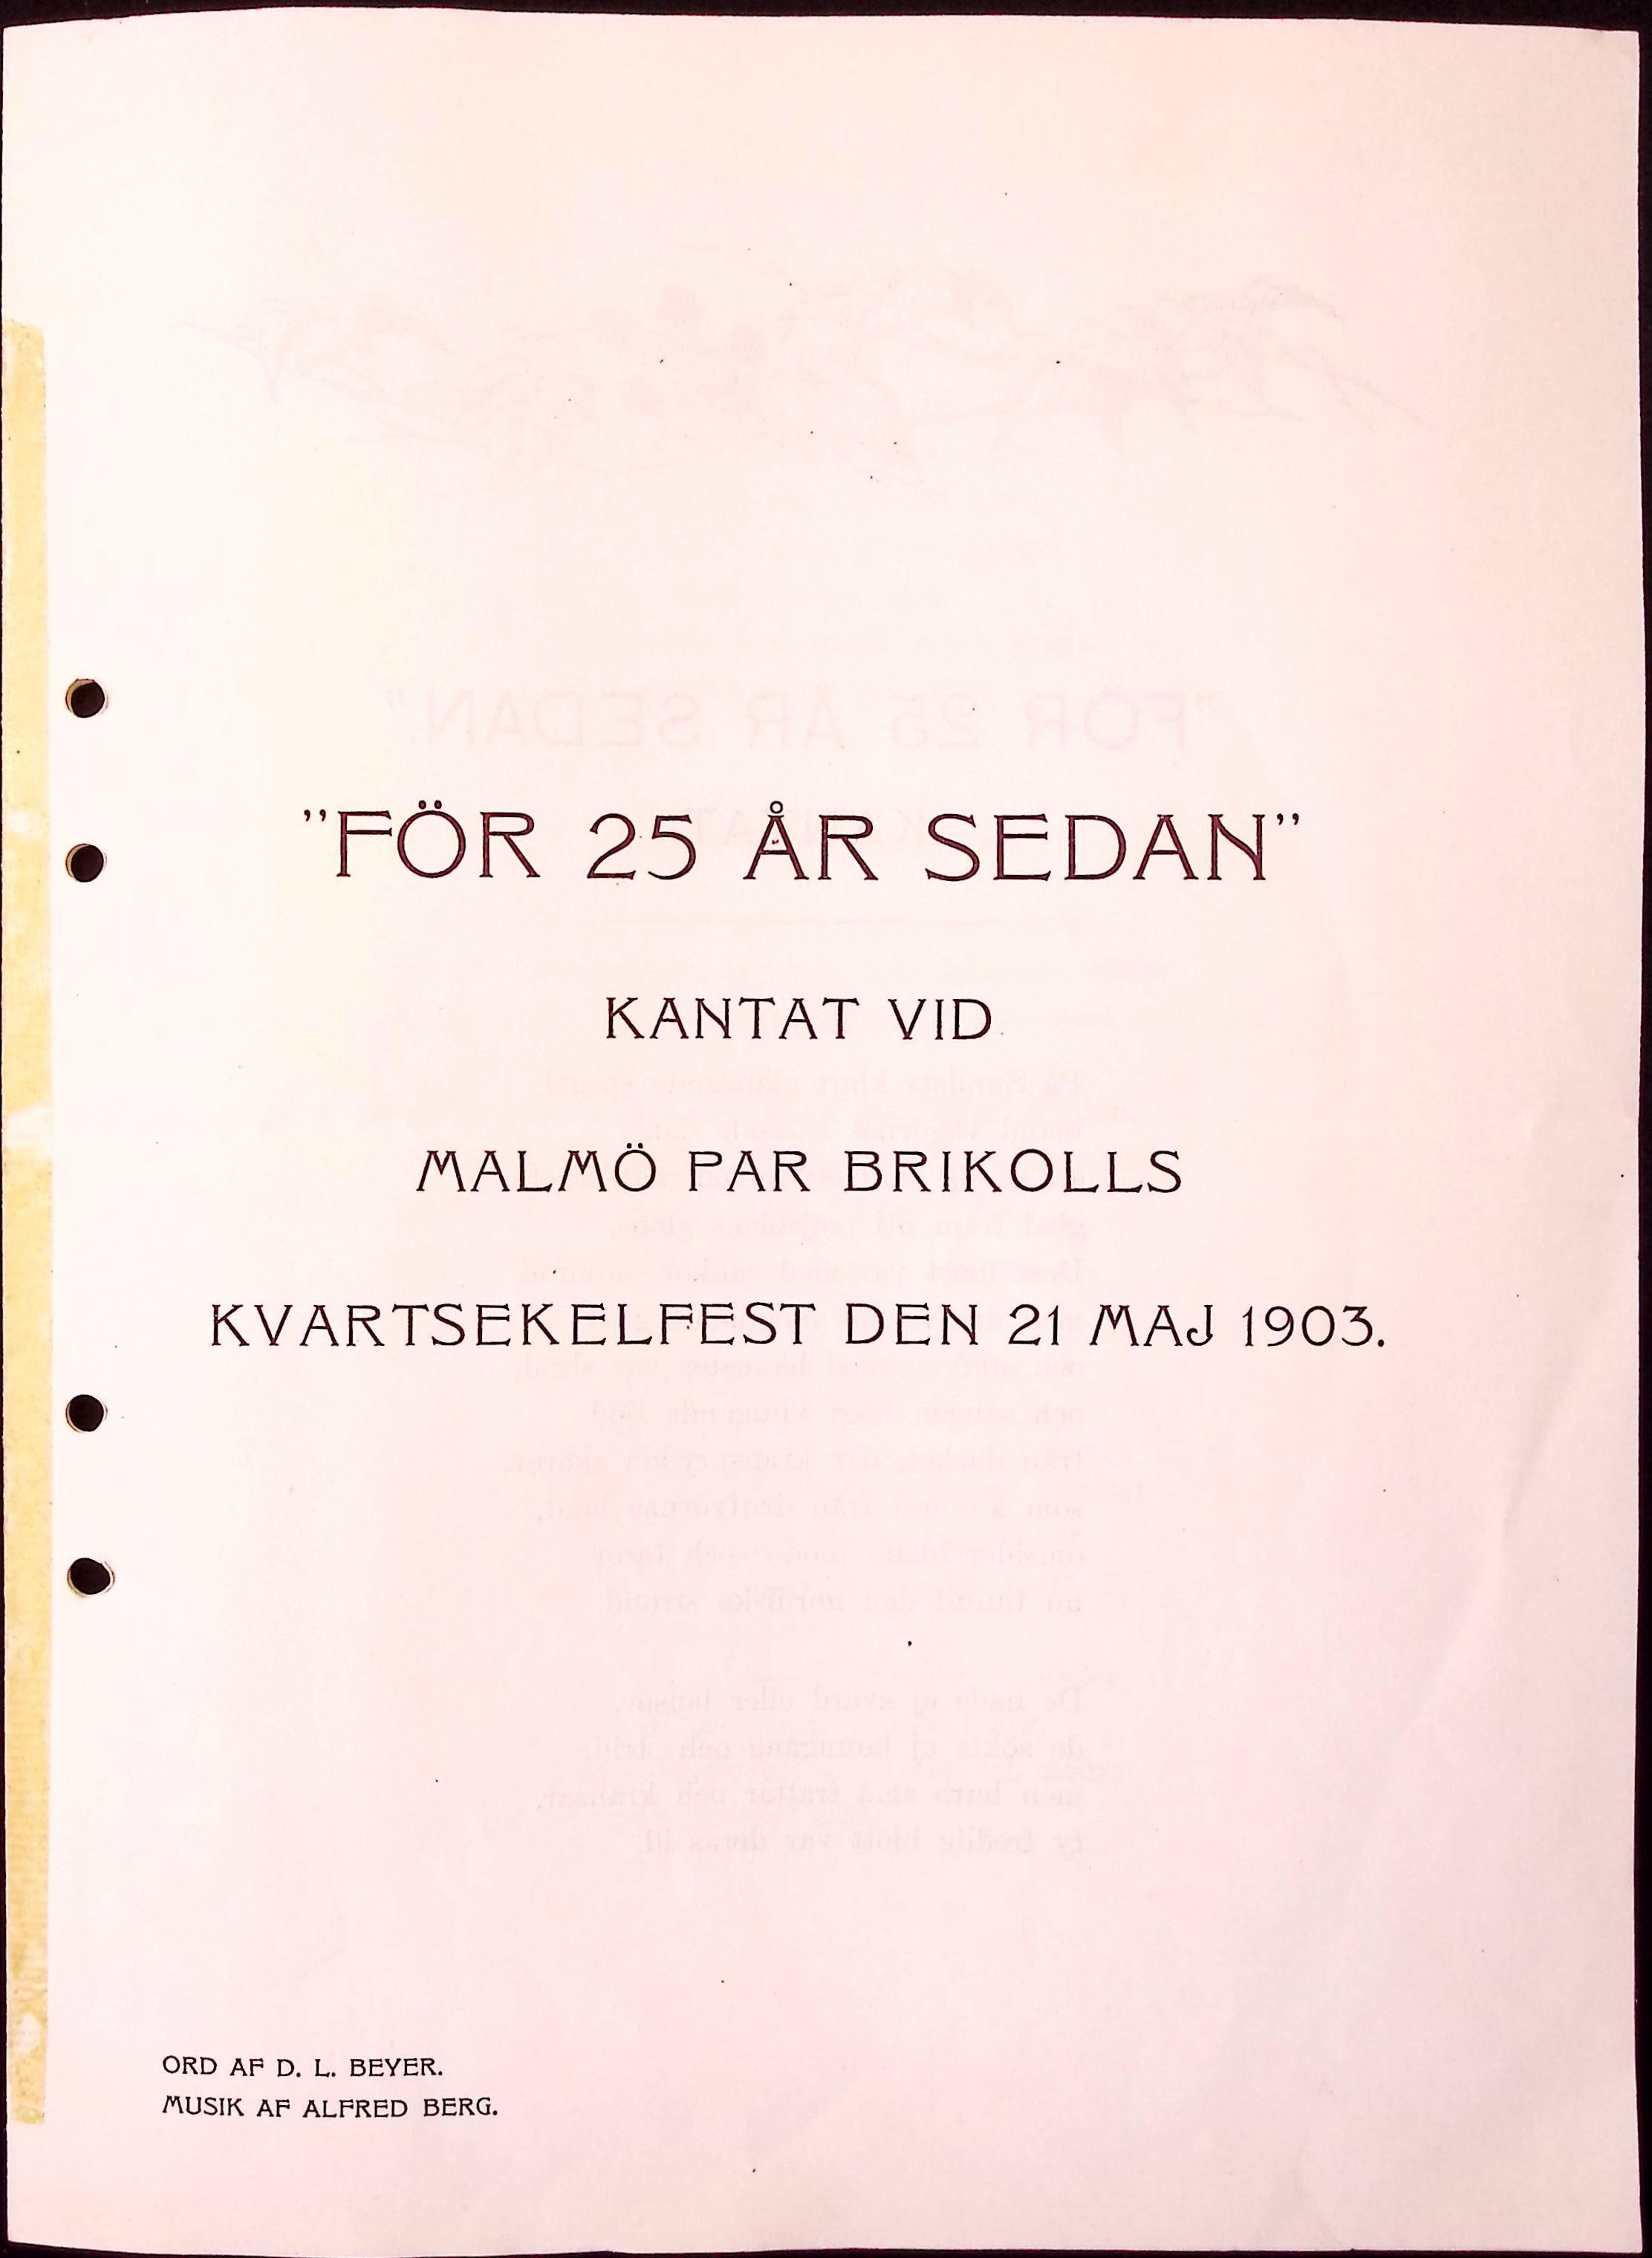 ”FÖR 25 ÅR SEDAN”
KANTAT VID
MALMÖ PAR BRIKOLLS
KVARTSEKELFEST DEN 21 MAJ 1903.
ORD AF D. L. BEYER.
MUSIK AF ALFRED BERG.